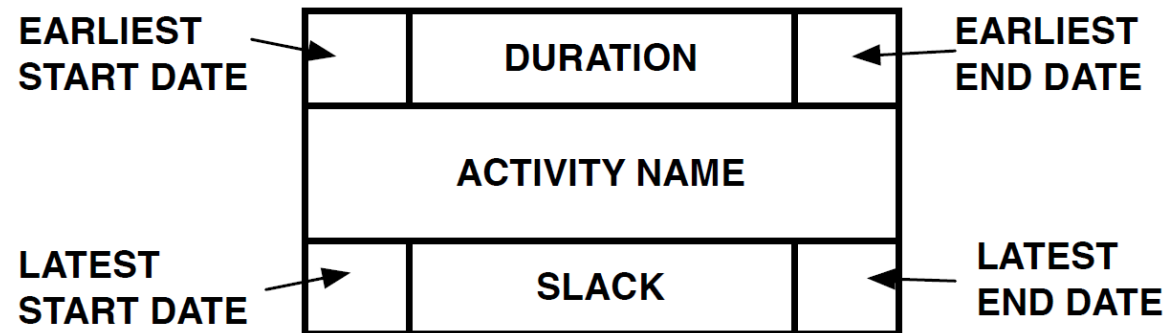 EARLIEST
START DATE
DURATION
EARLIEST
END DATE
ACTIVITY NAME
LATEST
START DATE
SLACK
LATEST
END DATE